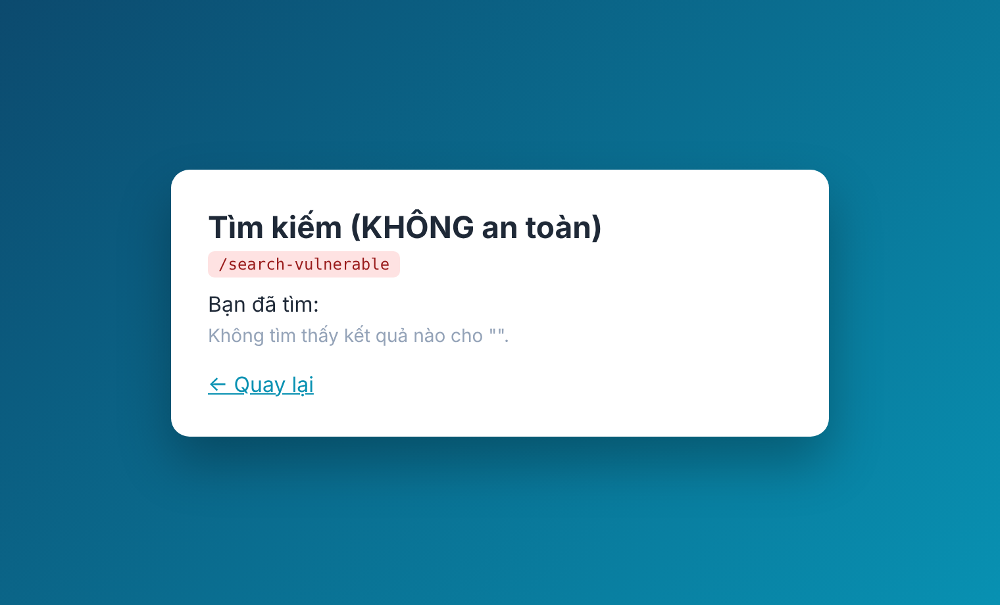 Tìm kiếm (KHÔNG an toàn)
/search-vulnerable
Bạn đã tìm:
Không tìm thấy kết quả nào cho "".
← Quay lại